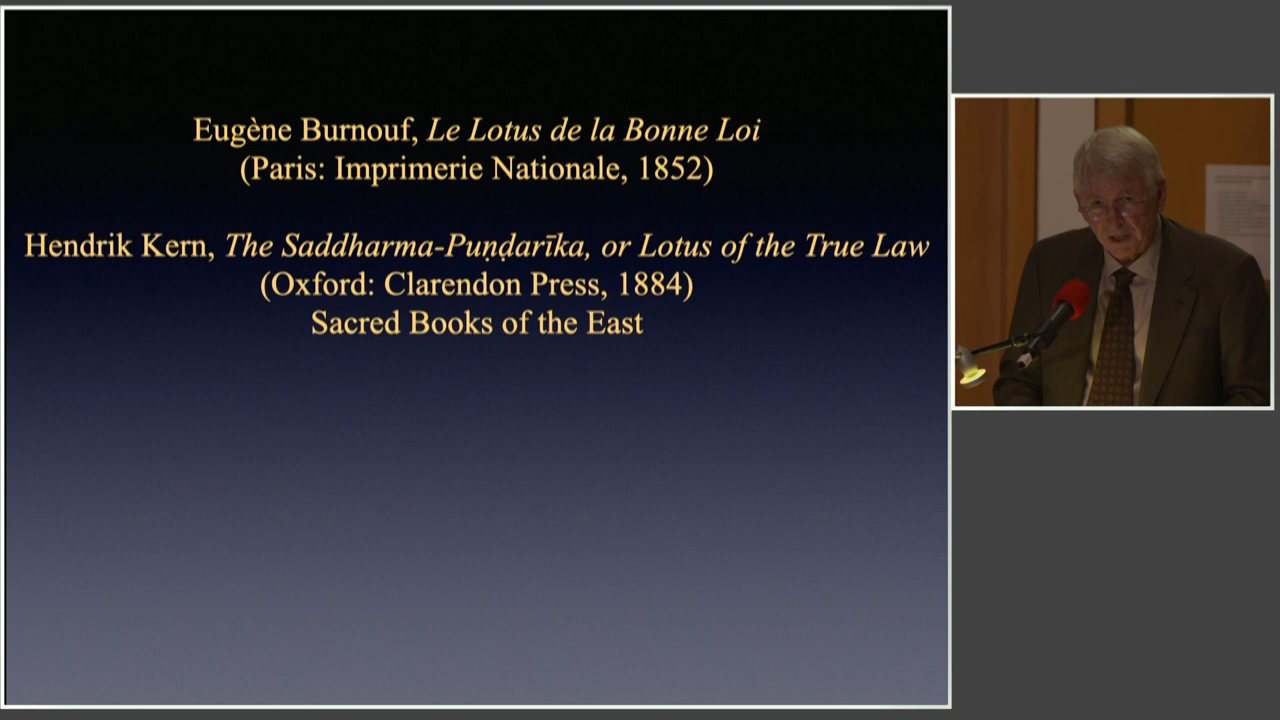 Eugène Burnouf, Le Lotus de la Bonne Loi
(Paris: Imprimerie Nationale, 1852)
Hendrik Kern, The Saddharma-Puṇḍarīka, or Lotus of the True Law
(Oxford: Clarendon Press, 1884)
Sacred Books of the East